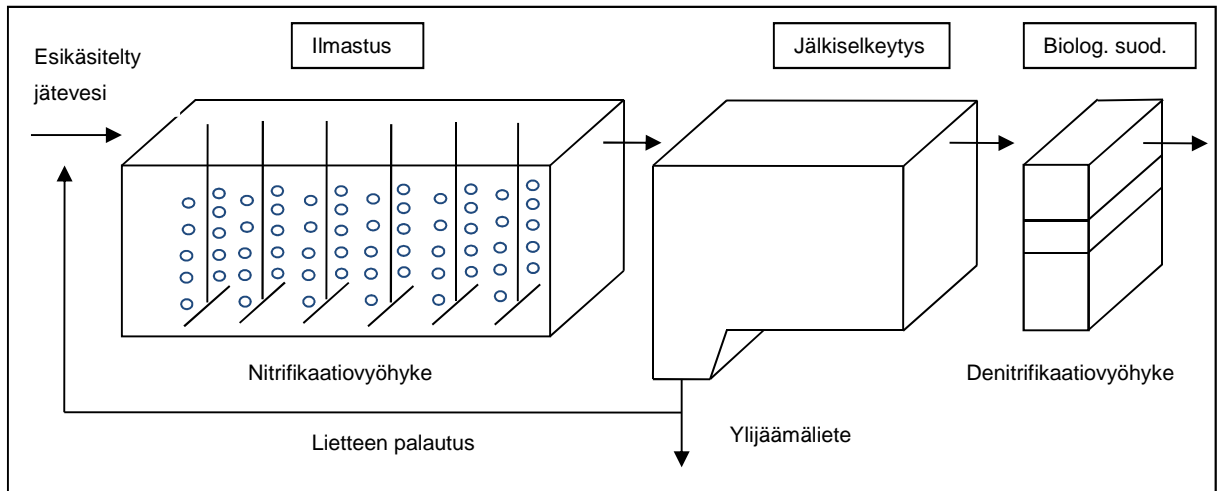 Esikäsitelty
jätevesi
Ilmastus
Jälkiselkeytys
Biolog. suod.
Nitrifikaatiovyöhyke
Denitrifikaatiovyöhyke
Lietteen palautus
Ylijäämäliete